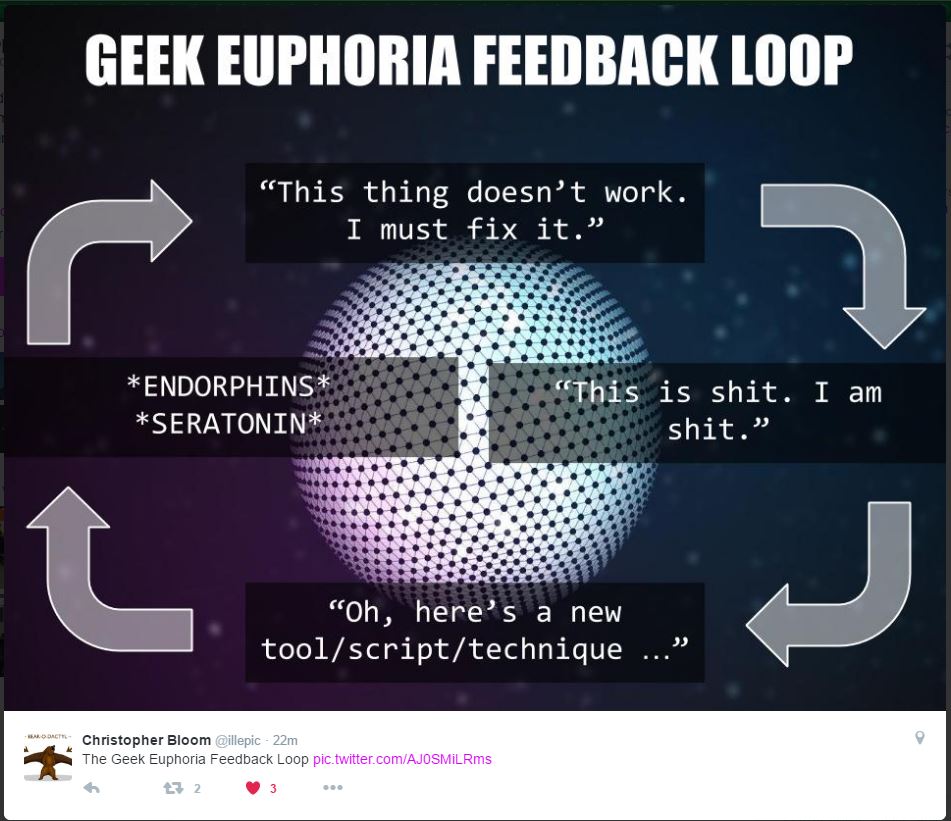 GEEK EUPHORIA FEEDBACK LOOP
“This thing doesn’t work.
I must fix it.”
“This is shit. I am
shit.”
“Oh, here’s a new
tool/script/technique …”
*ENDORPHINS*
*SERATONIN*
BEAR-O-DACTYL
Christopher Bloom @illepic · 22m
The Geek Euphoria Feedback Loop pic.twitter.com/AJ0SMiLRms
2 3